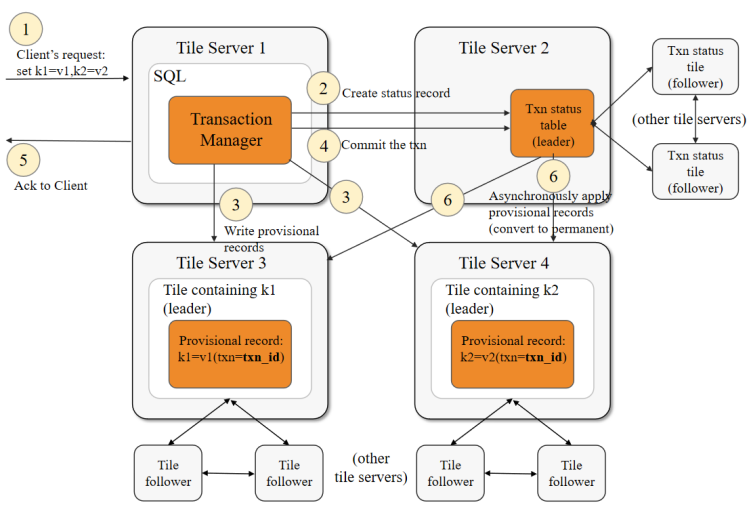 1
Client's request:
set k1=v1,k2=v2
5
Ack to Client
Tile Server 1
SQL
Transaction
Manager
2
Create status record
4
Commit the txn
Tile Server 2
Txn status
table
(leader)
Txn status
tile
(follower)
(other tile servers)
Txn status
tile
(follower)
3
Write provisional
records
3
6
6
Asynchronously apply
provisional records
(convert to permanent)
Tile Server 3
Tile containing k1
(leader)
Provisional record:
k1=v1(txn=txn_id)
Tile Server 4
Tile containing k2
(leader)
Provisional record:
k2=v2(txn=txn_id)
Tile
follower
Tile
follower
(other
tile servers)
Tile
follower
Tile
follower